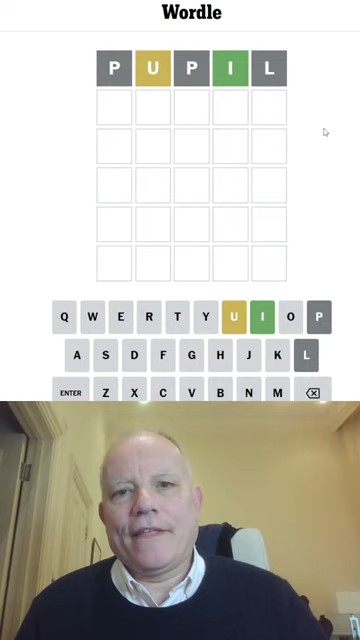 Wordle
P U P I L
Q W E R T Y U I O P
A S D F G H J K L
ENTER Z X C V B N M